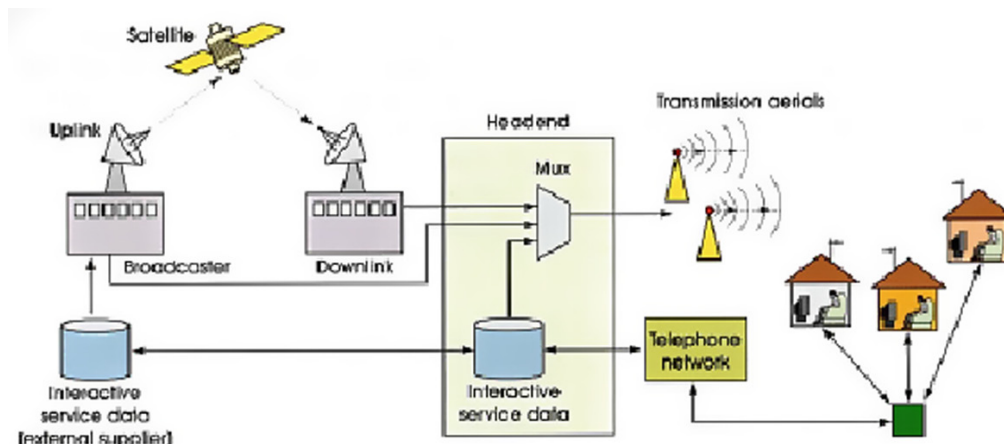 Satellite
Transmission aerials
Uplink
Headend
Mux
Broadcaster
Downlink
Telephone
network
Interactive
service data
Interactive
service data
[external supplier]